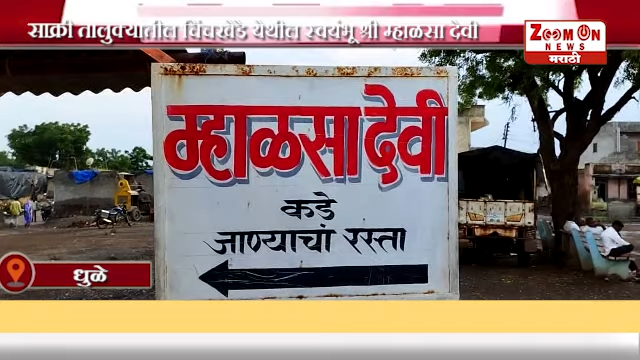 साक्री तालुक्यातील चिंचखेडे येथील स्वयंभू श्री म्हाळसा देवी
ZOOM ON
NEWS
मराठी
म्हाळसा देवी
कडे
जाण्याचां रस्ता
धुळे